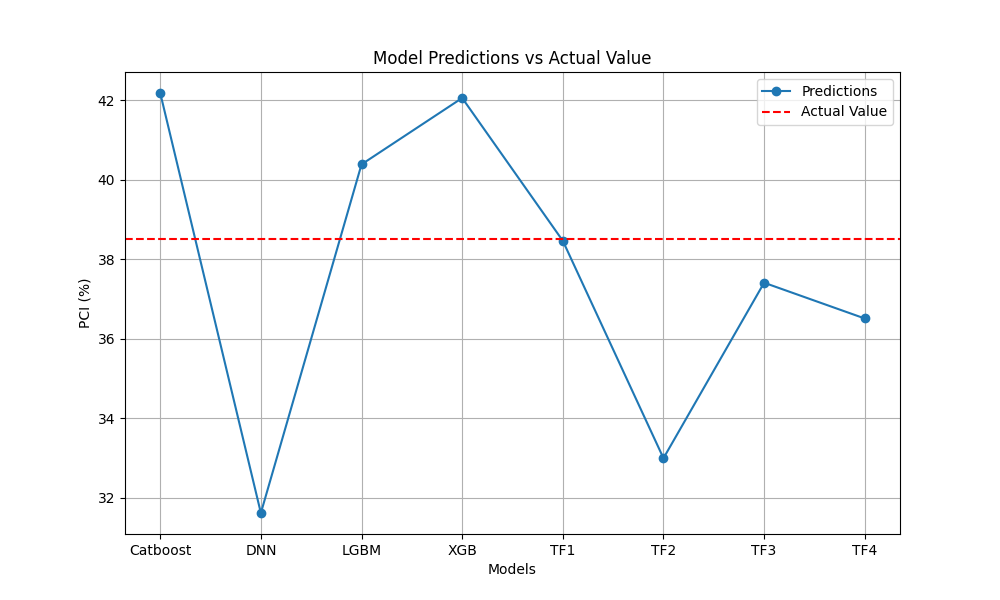 Model Predictions vs Actual Value
Predictions
Actual Value
PCI (%)
42
40
38
36
34
32
Catboost DNN LGBM XGB TF1 TF2 TF3 TF4
Models